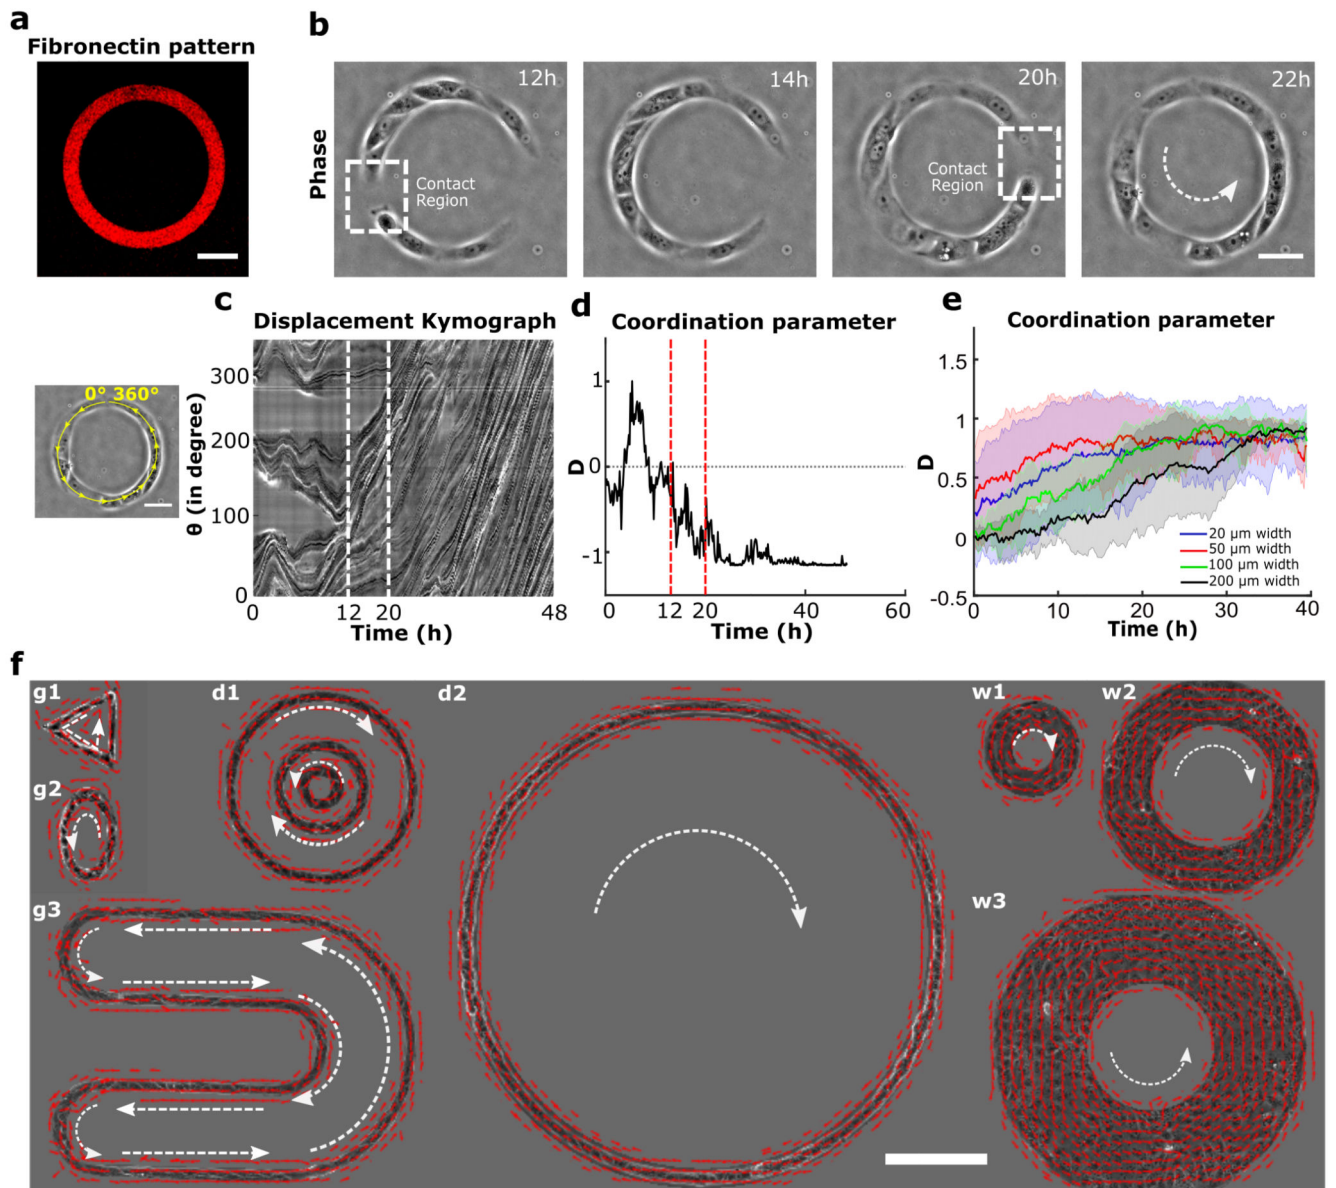 a
Fibronectin pattern
b
12h
14h
20h
22h
Phase
Contact
Region
Contact
Region
c
Displacement Kymograph
0° 360°
θ (in degree)
300
200
100
0
0
12
20
48
Time (h)
d
Coordination parameter
D
1
0
-1
0
12
20
40
60
Time (h)
e
Coordination parameter
D
1.5
1
0.5
0
-0.5
20 µm width
50 µm width
100 µm width
200 µm width
0
10
20
30
40
Time (h)
f
g1
d1
d2
w1
w2
g2
g3
w3